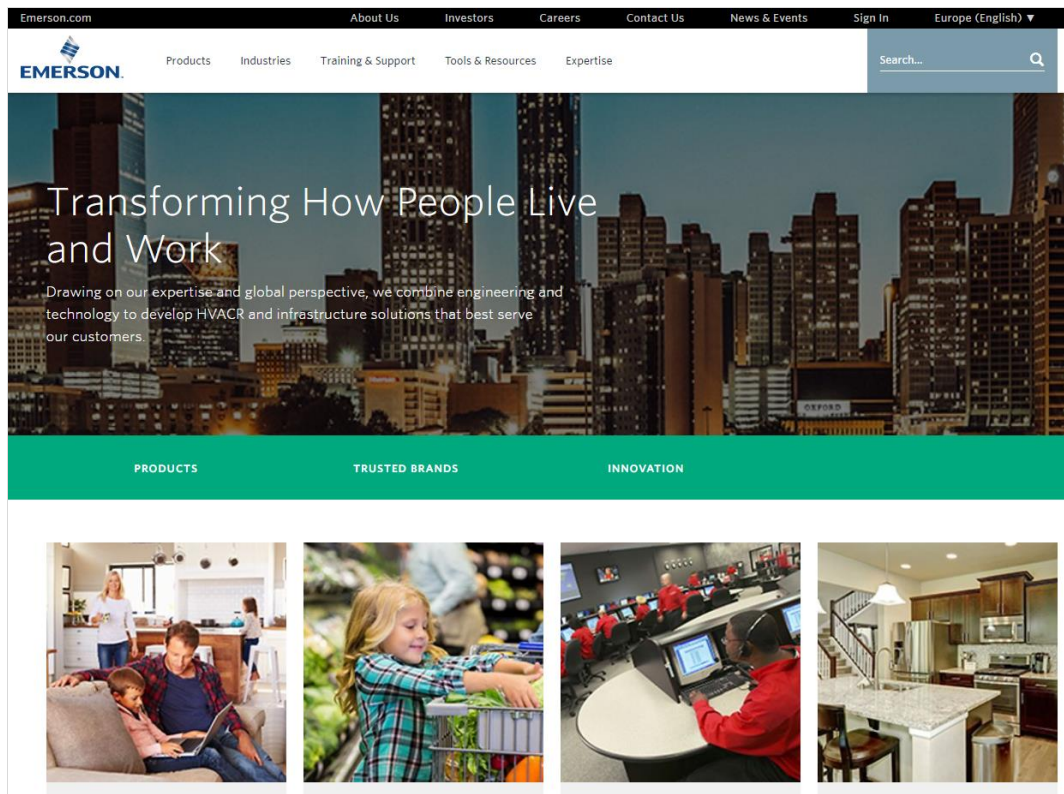 Emerson.com About Us Investors Careers Contact Us News & Events Sign In Europe (English) ▼
EMERSON. Products Industries Training & Support Tools & Resources Expertise Search...
Transforming How People Live
and Work
Drawing on our expertise and global perspective, we combine engineering and
technology to develop HVACR and infrastructure solutions that best serve
our customers.
OXFORD
PRODUCTS TRUSTED BRANDS INNOVATION